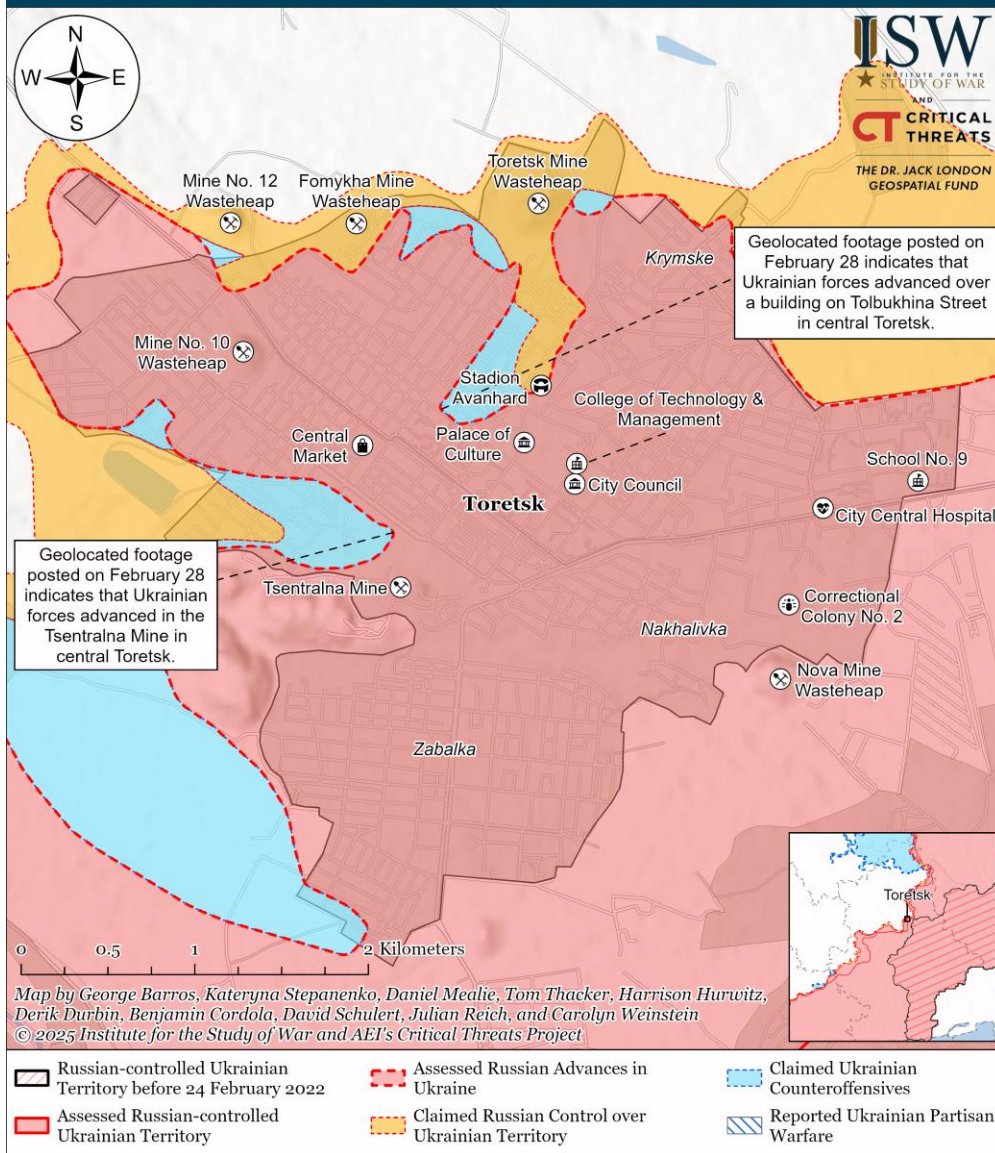 N
W
E
S
ISW
INSTITUTE FOR THE
STUDY OF WAR
AND
CT CRITICAL
THREATS
THE DR. JACK LONDON
GEOSPATIAL FUND
Mine No. 12
Wasteheap
Fomykha Mine
Wasteheap
Toretsk Mine
Wasteheap
Krymske
Geolocated footage posted on
February 28 indicates that
Ukrainian forces advanced over
a building on Tolbukhina Street
in central Toretsk.
Mine No. 10
Wasteheap
Stadion
Avanhard
College of Technology &
Management
Central
Market
Palace of
Culture
City Council
School No. 9
Toretsk
City Central Hospital
Geolocated footage
posted on February 28
indicates that Ukrainian
forces advanced in the
Tsentralna Mine in
central Toretsk.
Tsentralna Mine
Correctional
Colony No. 2
Nakhalivka
Nova Mine
Wasteheap
Zabalka
Toretsk
0 0.5 1 2 Kilometers
Map by George Barros, Kateryna Stepanenko, Daniel Mealie, Tom Thacker, Harrison Hurwitz,
Derik Durbin, Benjamin Cordola, David Schulert, Julian Reich, and Carolyn Weinstein
© 2025 Institute for the Study of War and AEI's Critical Threats Project
Russian-controlled Ukrainian
Territory before 24 February 2022
Assessed Russian-controlled
Ukrainian Territory
Assessed Russian Advances in
Ukraine
Claimed Russian Control over
Ukrainian Territory
Claimed Ukrainian
Counteroffensives
Reported Ukrainian Partisan
Warfare